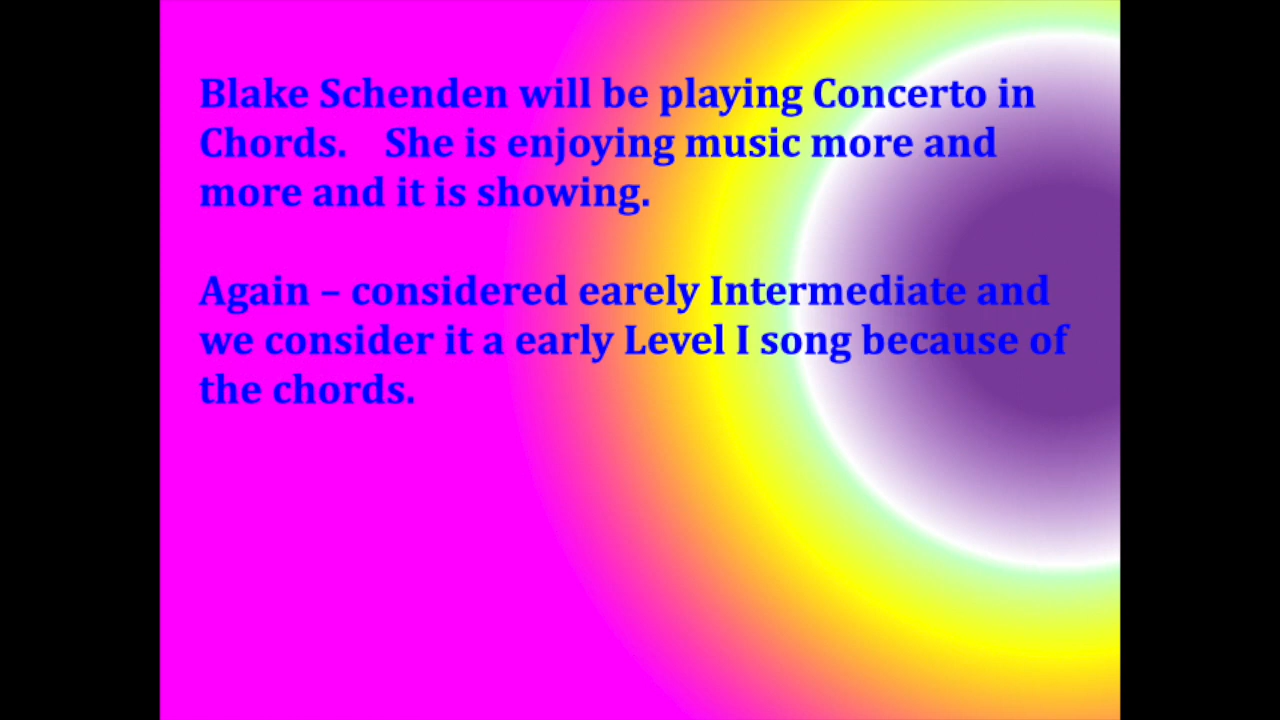 Blake Schenden will be playing Concerto in
Chords.    She is enjoying music more and
more and it is showing.
Again – considered earely Intermediate and
we consider it a early Level I song because of
the chords.